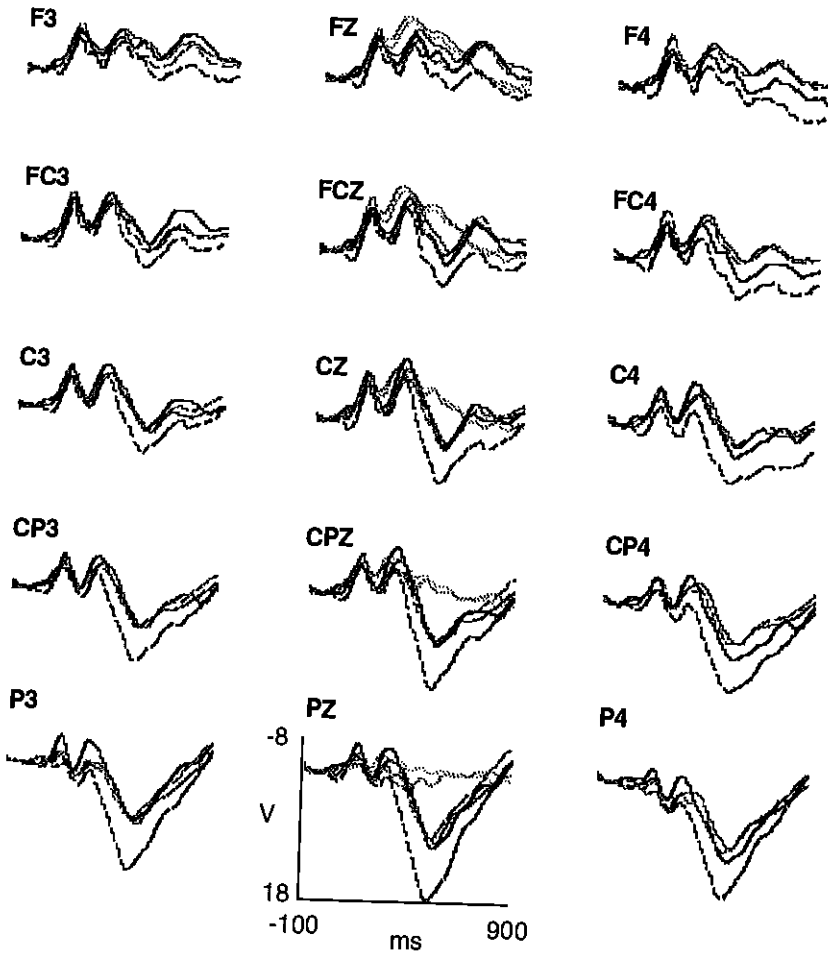 F3 FZ F4
FC3 FCZ FC4
C3 CZ C4
CP3 CPZ CP4
P3 PZ P4
-8
V
18
-100 900
ms